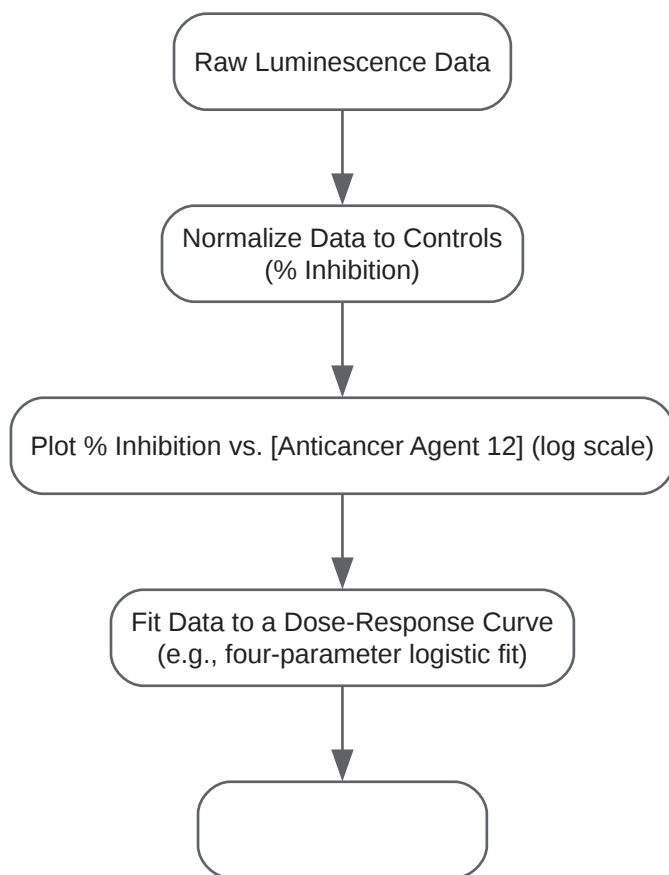 Raw Luminescence Data
Normalize Data to Controls
(% Inhibition)
Plot % Inhibition vs. [Anticancer Agent 12] (log scale)
Fit Data to a Dose-Response Curve
(e.g., four-parameter logistic fit)